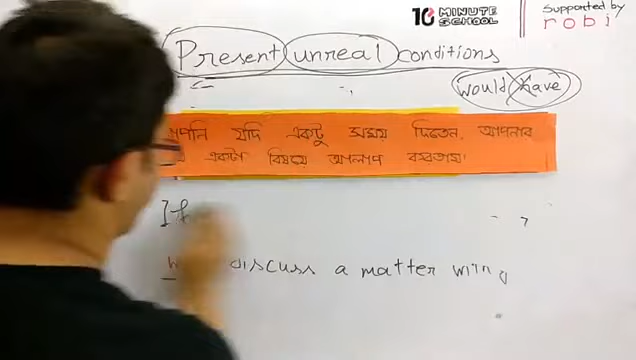 10 MINUTE SCHOOL
Supported by
robi
Present unreal conditions
would have
যদি একটু সময় দিতেন, আপনার
একটা বিষয়ে আলাপ করতাম।
If
discuss a matter with